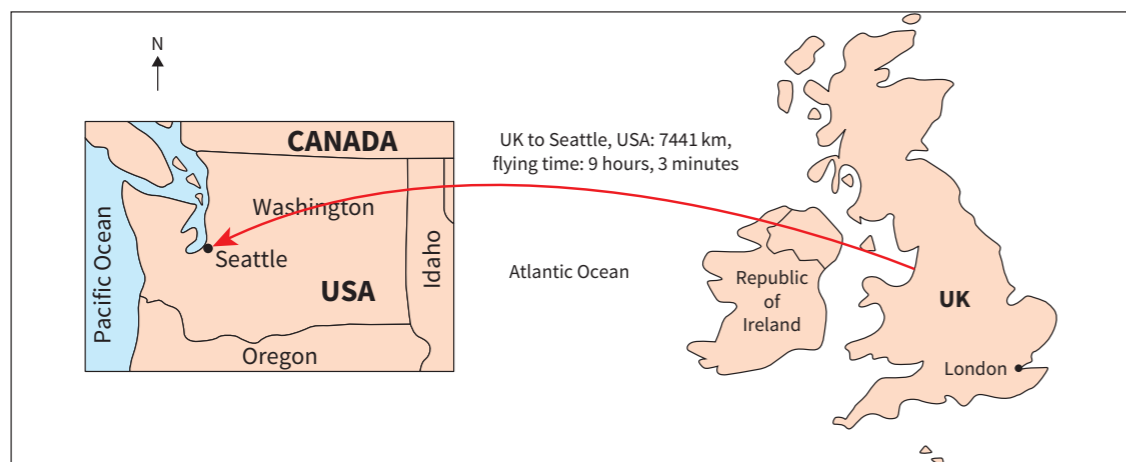 N
CANADA
UK to Seattle, USA: 7441 km,
flying time: 9 hours, 3 minutes
Washington
Seattle
USA
Idaho
Pacific Ocean
Oregon
Atlantic Ocean
Republic
of
Ireland
UK
London